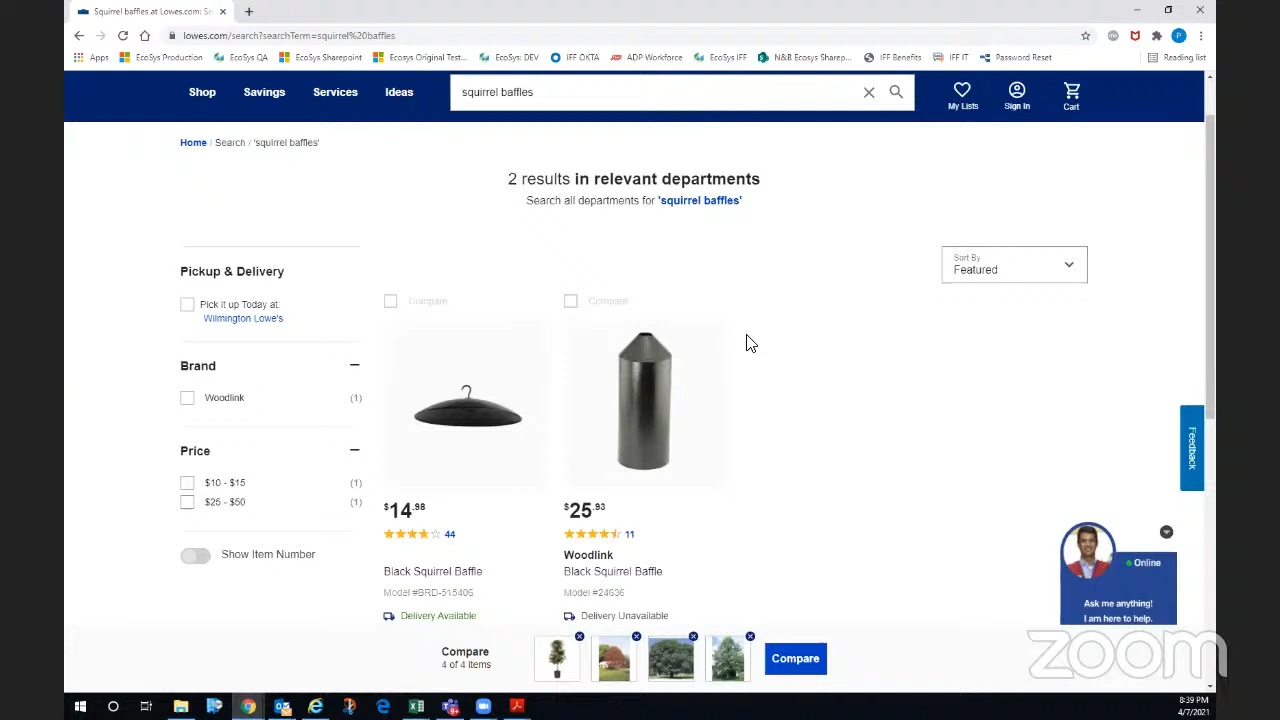 Squirrel baffles at Lowes.com: Se
lowes.com/search?searchTerm=squirrel%20baffles
Apps EcoSys Production EcoSys QA EcoSys Sharepoint Ecosys Original Test... EcoSys: DEV IFF OKTA ADP Workforce EcoSys IFF N&B Ecosys Sharep... IFF Benefits IFF IT Password Reset Reading list
Shop Savings Services Ideas squirrel baffles My Lists Sign In Cart
Home / Search / 'squirrel baffles'
2 results in relevant departments
Search all departments for 'squirrel baffles'
Sort By
Featured
Pickup & Delivery
Pick it up Today at:
Wilmington Lowe's
Compare Compare
Brand
Woodlink (1)
Price
$10 - $15 (1)
$25 - $50 (1)
Show Item Number
$14.98 $25.93
44 11
Woodlink
Black Squirrel Baffle Black Squirrel Baffle
Model #BRD-515406 Model #24636
Delivery Available Delivery Unavailable
Feedback
Online
Ask me anything!
I am here to help.
Compare
4 of 4 items
Compare
zoom
8:39 PM
4/7/2021